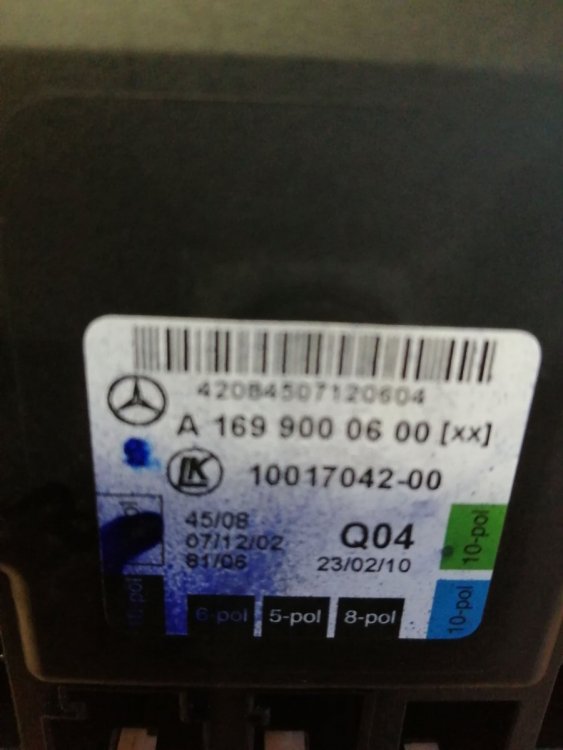 42084507120604
A 169 900 06 00 [xx]
LK 10017042-00
45/08
07/12/02
81/06
Q04
23/02/10
10-pol
10-pol
6-pol
5-pol
8-pol